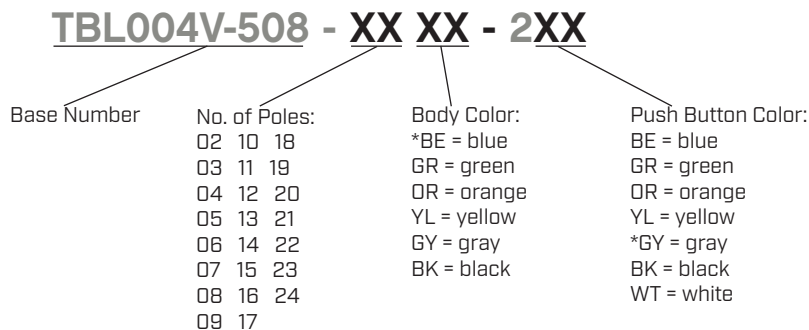 TBL004V-508 - XX XX - 2XX
Base Number
No. of Poles:
02 10 18
03 11 19
04 12 20
05 13 21
06 14 22
07 15 23
08 16 24
09 17
Body Color:
*BE = blue
GR = green
OR = orange
YL = yellow
GY = gray
BK = black
Push Button Color:
BE = blue
GR = green
OR = orange
YL = yellow
*GY = gray
BK = black
WT = white